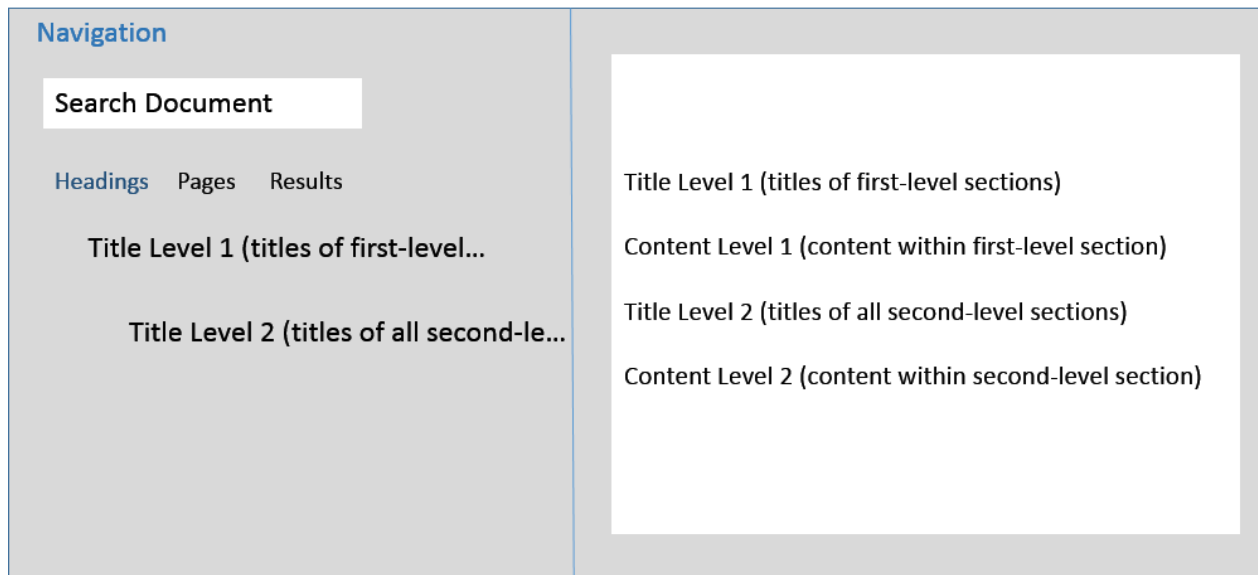 Navigation
Search Document
Headings Pages Results
Title Level 1 (titles of first-level...
Title Level 2 (titles of all second-le...
Title Level 1 (titles of first-level sections)
Content Level 1 (content within first-level section)
Title Level 2 (titles of all second-level sections)
Content Level 2 (content within second-level section)